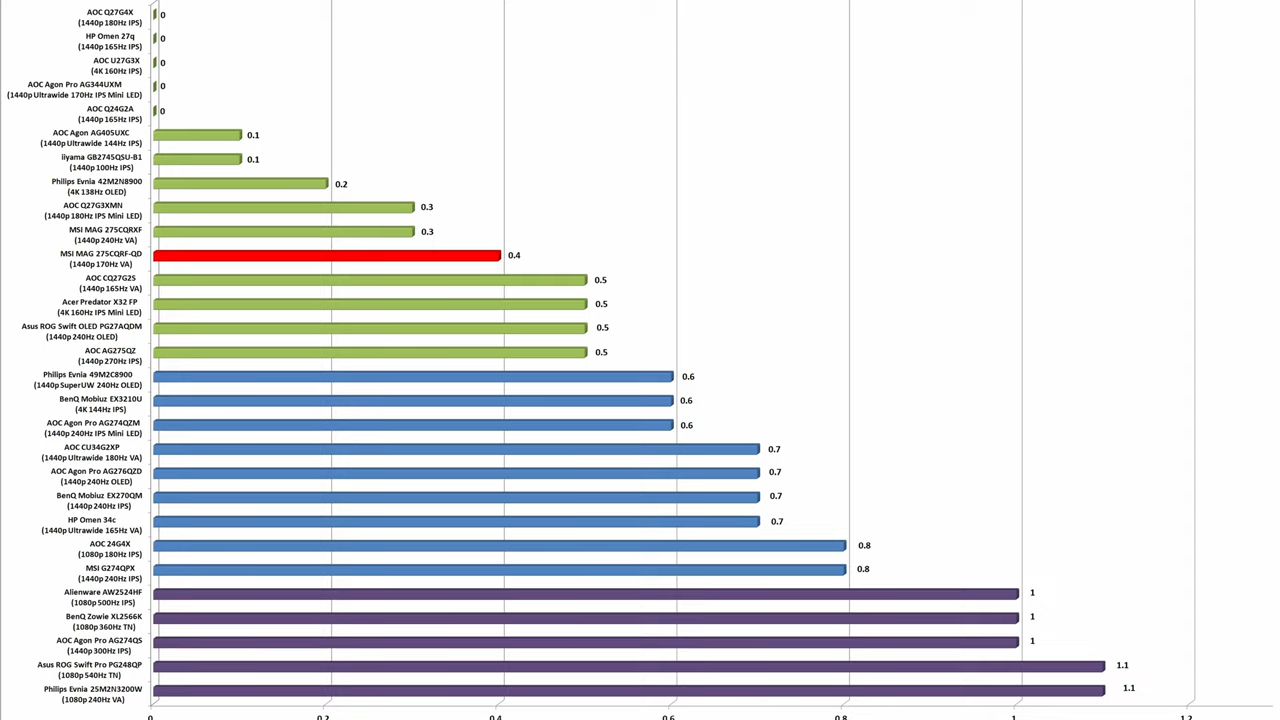 AOC Q27G4X
(1440p 180Hz IPS)
0
HP Omen 27q
(1440p 165Hz IPS)
0
AOC U27G3X
(4K 160Hz IPS)
0
AOC Agon Pro AG344UXM
(1440p Ultrawide 170Hz IPS Mini LED)
0
AOC Q24G2A
(1440p 165Hz IPS)
0
AOC Agon AG405UXC
(1440p Ultrawide 144Hz IPS)
0.1
iiyama GB2745QSU-B1
(1440p 100Hz IPS)
0.1
Philips Evnia 42M2N8900
(4K 138Hz OLED)
0.2
AOC Q27G3XMN
(1440p 180Hz IPS Mini LED)
0.3
MSI MAG 275CQRXF
(1440p 240Hz VA)
0.3
MSI MAG 275CQRF-QD
(1440p 170Hz VA)
0.4
AOC CQ27G2S
(1440p 165Hz VA)
0.5
Acer Predator X32 FP
(4K 160Hz IPS Mini LED)
0.5
Asus ROG Swift OLED PG27AQDM
(1440p 240Hz OLED)
0.5
AOC AG275QZ
(1440p 270Hz IPS)
0.5
Philips Evnia 49M2C8900
(1440p SuperUW 240Hz OLED)
0.6
BenQ Mobiuz EX3210U
(4K 144Hz IPS)
0.6
AOC Agon Pro AG274QZM
(1440p 240Hz IPS Mini LED)
0.6
AOC CU34G2XP
(1440p Ultrawide 180Hz VA)
0.7
AOC Agon Pro AG276QZD
(1440p 240Hz OLED)
0.7
BenQ Mobiuz EX270QM
(1440p 240Hz IPS)
0.7
HP Omen 34c
(1440p Ultrawide 165Hz VA)
0.7
AOC 24G4X
(1080p 180Hz IPS)
0.8
MSI G274QPX
(1440p 240Hz IPS)
0.8
Alienware AW2524HF
(1080p 500Hz IPS)
1
BenQ Zowie XL2566K
(1080p 360Hz TN)
1
AOC Agon Pro AG274QS
(1440p 300Hz IPS)
1
Asus ROG Swift Pro PG248QP
(1080p 540Hz TN)
1.1
Philips Evnia 25M2N3200W
(1080p 240Hz VA)
1.1
0 0.2 0.4 0.6 0.8 1 1.2